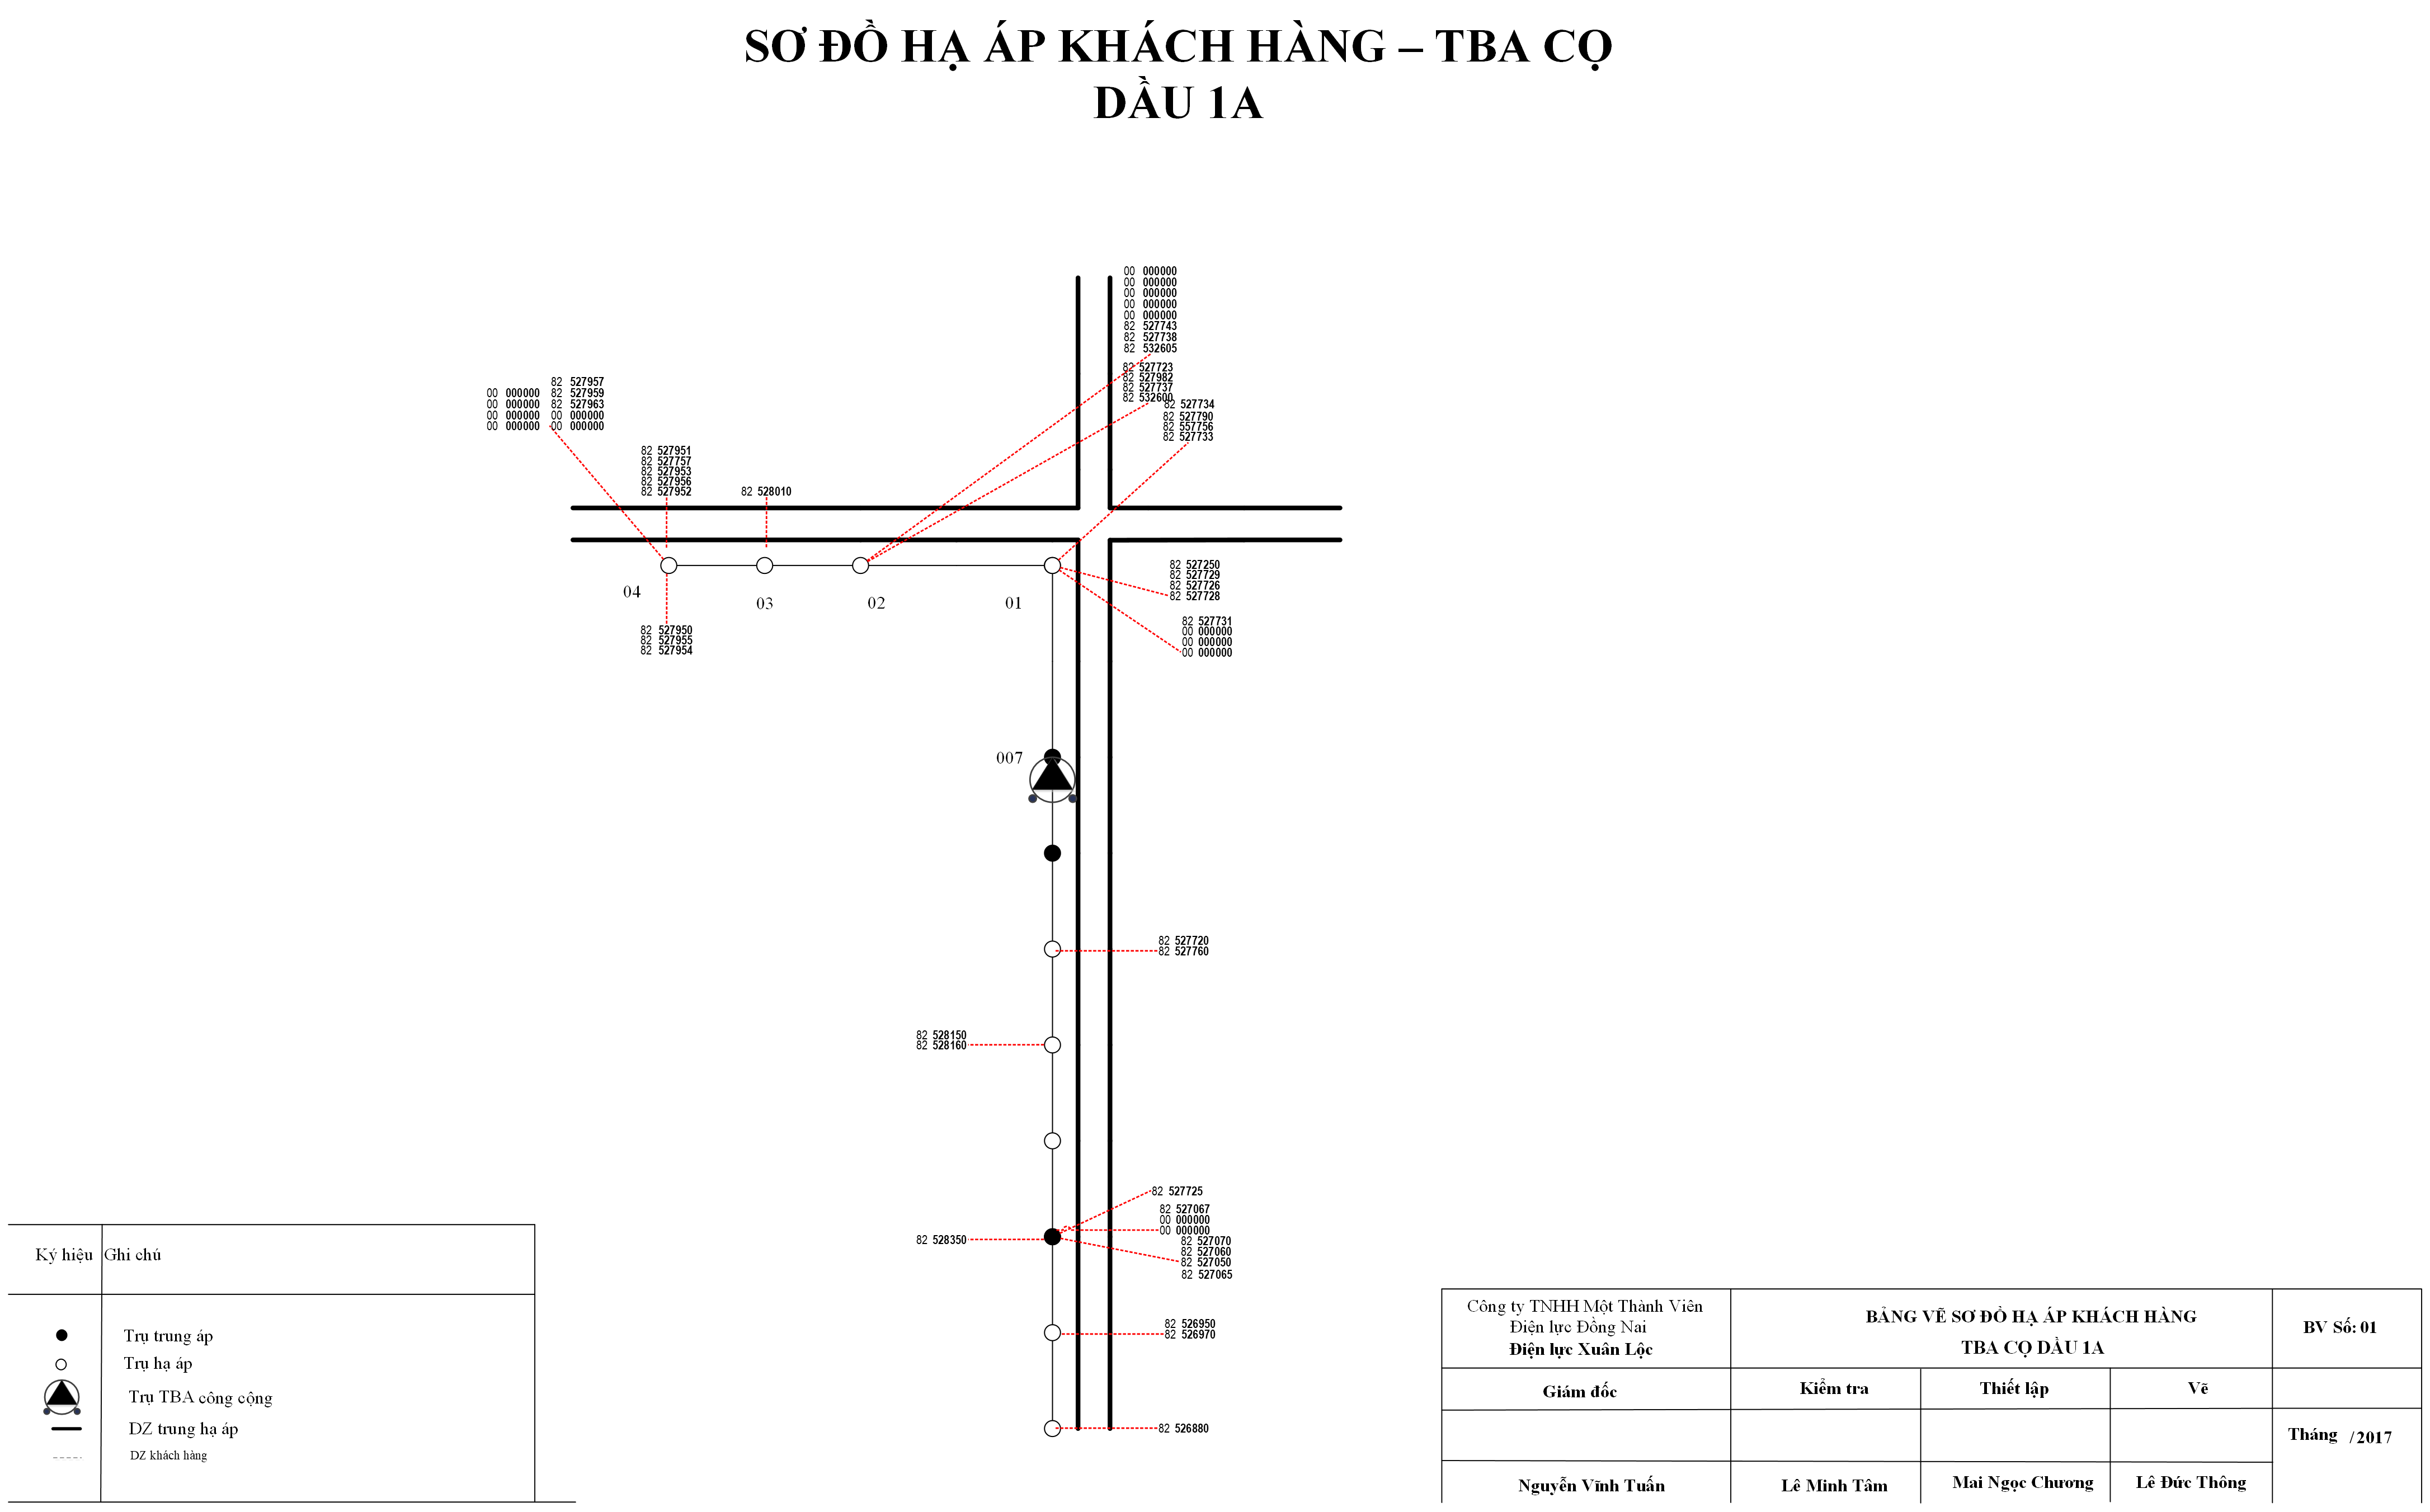 SƠ ĐỒ HẠ ÁP KHÁCH HÀNG – TBA CỌ
DẦU 1A
00 000000
00 000000
00 000000
00 000000
00 000000
82 527743
82 527738
82 532605
82 527723
82 527982
82 527737
82 532600
82 527734
82 527790
82 557756
82 527733
82 527957
00 000000 82 527959
00 000000 82 527963
00 000000 00 000000
00 000000 00 000000
82 527951
82 527757
82 527953
82 527956
82 527952
82 528010
04
03
02
01
82 527950
82 527955
82 527954
82 527250
82 527729
82 527726
82 527728
82 527731
00 000000
00 000000
00 000000
007
82 527720
82 527760
82 528150
82 528160
82 527725
82 527067
00 000000
00 000000
82 528350
82 527070
82 527060
82 527050
82 527065
82 526950
82 526970
82 526880
Ký hiệu Ghi chú
Trụ trung áp
Trụ hạ áp
Trụ TBA công cộng
DZ trung hạ áp
DZ khách hàng
Công ty TNHH Một Thành Viên
Điện lực Đồng Nai
Điện lực Xuân Lộc
BẢNG VẼ SƠ ĐỒ HẠ ÁP KHÁCH HÀNG
TBA CỌ DẦU 1A
BV Số: 01
Giám đốc
Kiểm tra
Thiết lập
Vẽ
Tháng /2017
Nguyễn Vĩnh Tuấn
Lê Minh Tâm
Mai Ngọc Chương
Lê Đức Thông